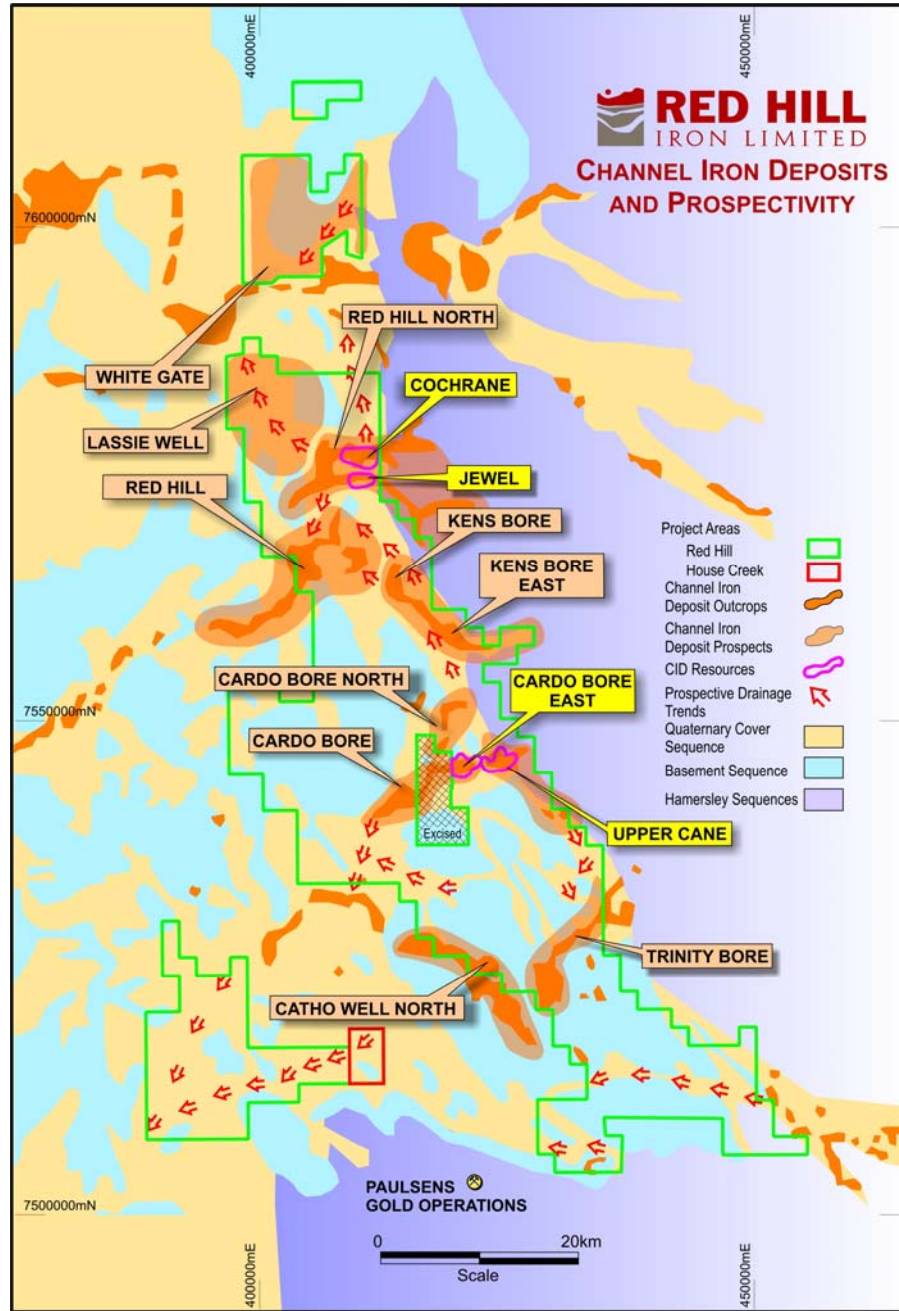 400000mE
450000mE
RED HILL
IRON LIMITED
CHANNEL IRON DEPOSITS
AND PROSPECTIVITY
7600000mN
RED HILL NORTH
WHITE GATE
COCHRANE
LASSIE WELL
JEWEL
RED HILL
KENS BORE
KENS BORE
EAST
Project Areas
Red Hill
House Creek
Channel Iron
Deposit Outcrops
Channel Iron
Deposit Prospects
CID Resources
Prospective Drainage
Trends
Quaternary Cover
Sequence
Basement Sequence
Hamersley Sequences
CARDO BORE NORTH
CARDO BORE
EAST
7550000mN
CARDO BORE
Excised
UPPER CANE
TRINITY BORE
CATHO WELL NORTH
PAULSENS
GOLD OPERATIONS
7500000mN
0
20km
Scale
400000mE
450000mE